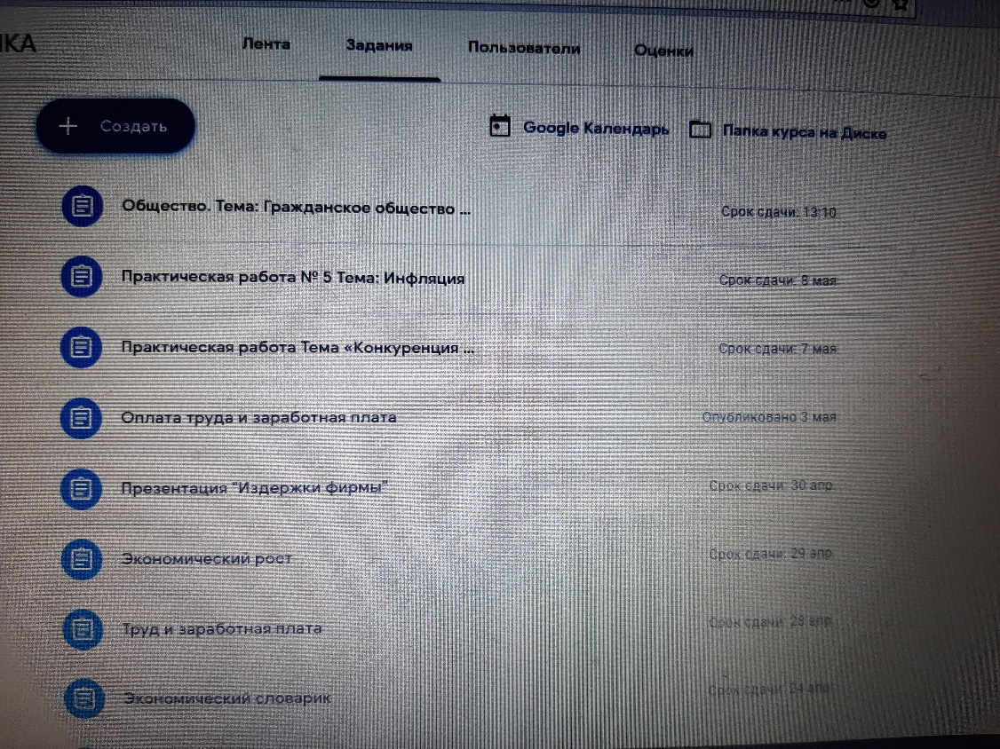 Лента Задания Пользователи Оценки
Создать Google Календарь Папка курса на Диске
Общество. Тема: Гражданское общество ... Срок сдачи: 13:10
Практическая работа № 5 Тема: Инфляция Срок сдачи: 8 мая
Практическая работа Тема «Конкуренция ... Срок сдачи: 7 мая
Оплата труда и заработная плата Опубликовано 3 мая
Презентация "Издержки фирмы" Срок сдачи: 30 апр.
Экономический рост Срок сдачи: 29 апр.
Труд и заработная плата Срок сдачи: 28 апр.
Экономический словарик Срок сдачи: апр.